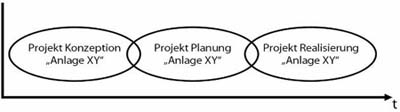 Projekt Konzeption
„Anlage XY“
Projekt Planung
„Anlage XY“
Projekt Realisierung
„Anlage XY“
t